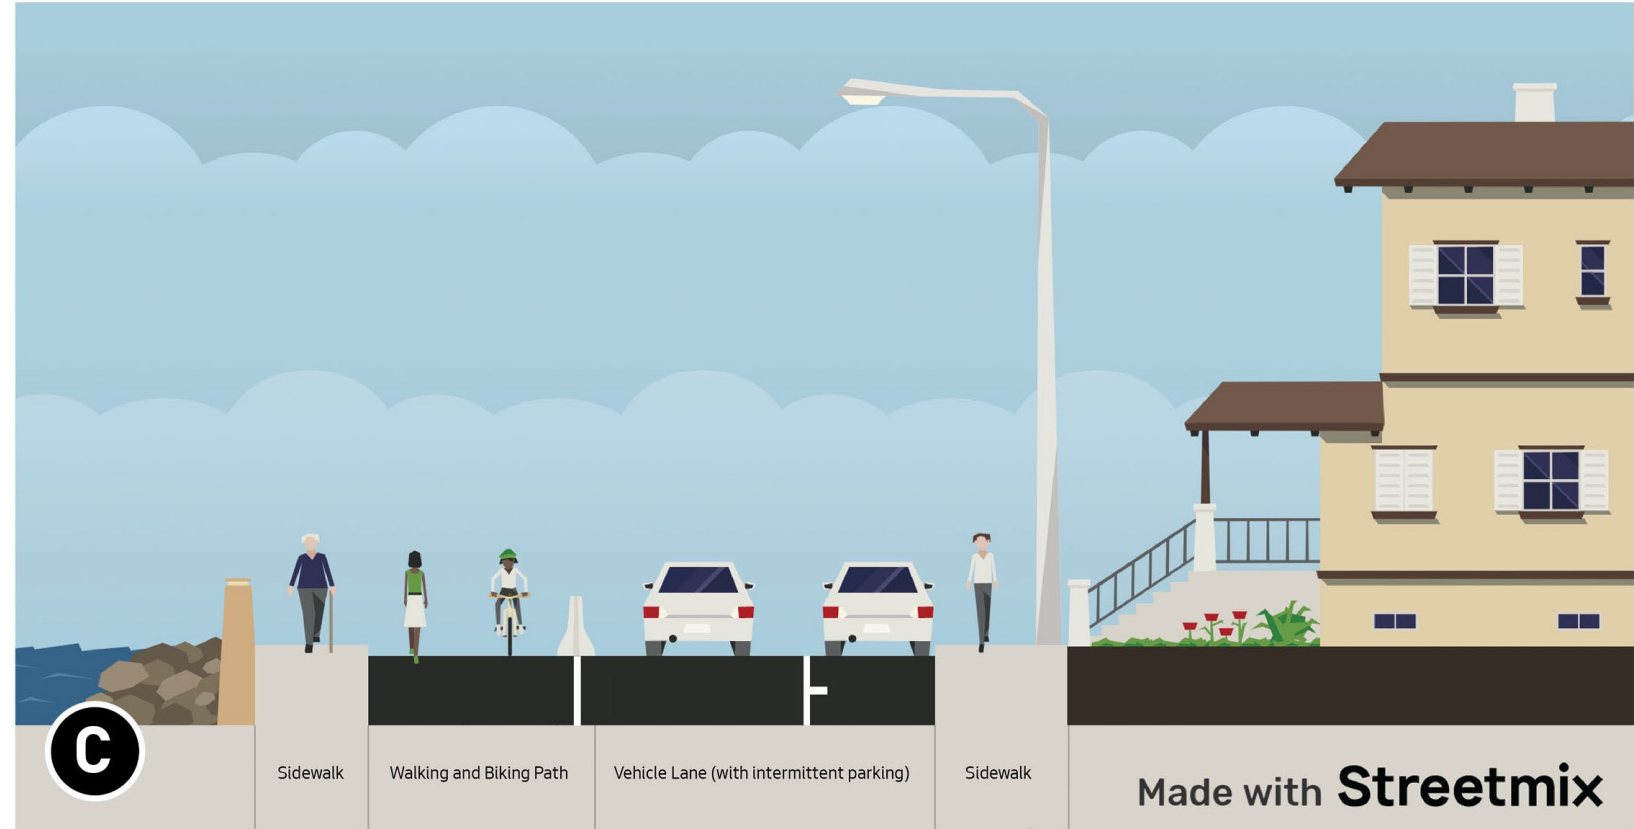 C
Sidewalk
Walking and Biking Path
Vehicle Lane (with intermittent parking)
Sidewalk
Made with Streetmix